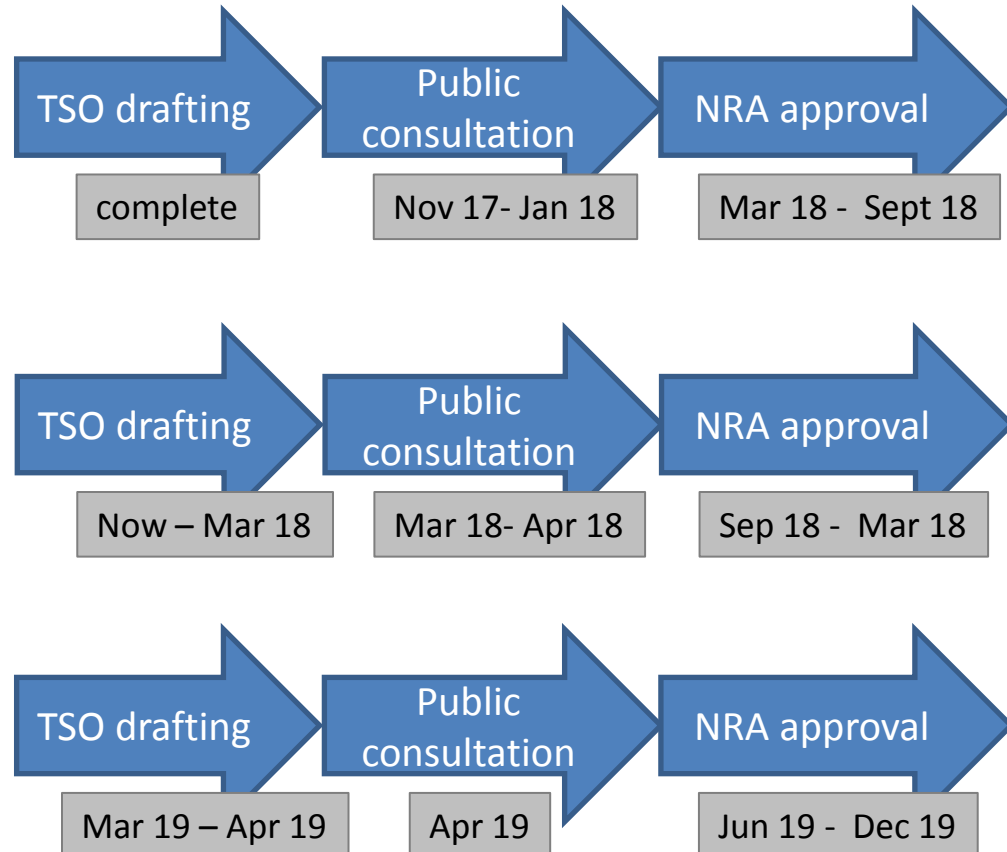 TSO drafting
Public
consultation
NRA approval
complete
Nov 17- Jan 18
Mar 18 - Sept 18
TSO drafting
Public
consultation
NRA approval
Now – Mar 18
Mar 18- Apr 18
Sep 18 - Mar 18
TSO drafting
Public
consultation
NRA approval
Mar 19 – Apr 19
Apr 19
Jun 19 - Dec 19